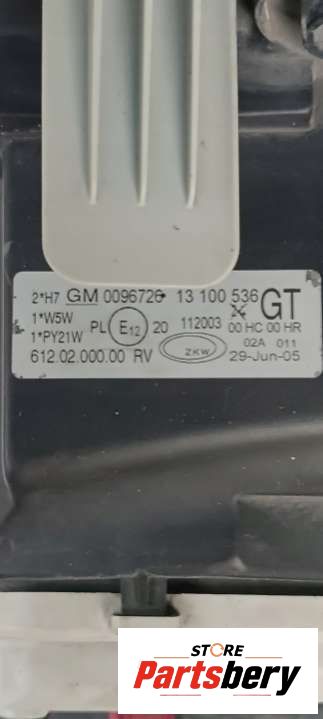 2*H7 GM 0096726 13 100 536 GT
1*W5W
1*PY21W
PL E12 20 112003 00 HC 00 HR
02A 011
612.02.000.00 RV ZKW 29-Jun-05
STORE
Partsbery